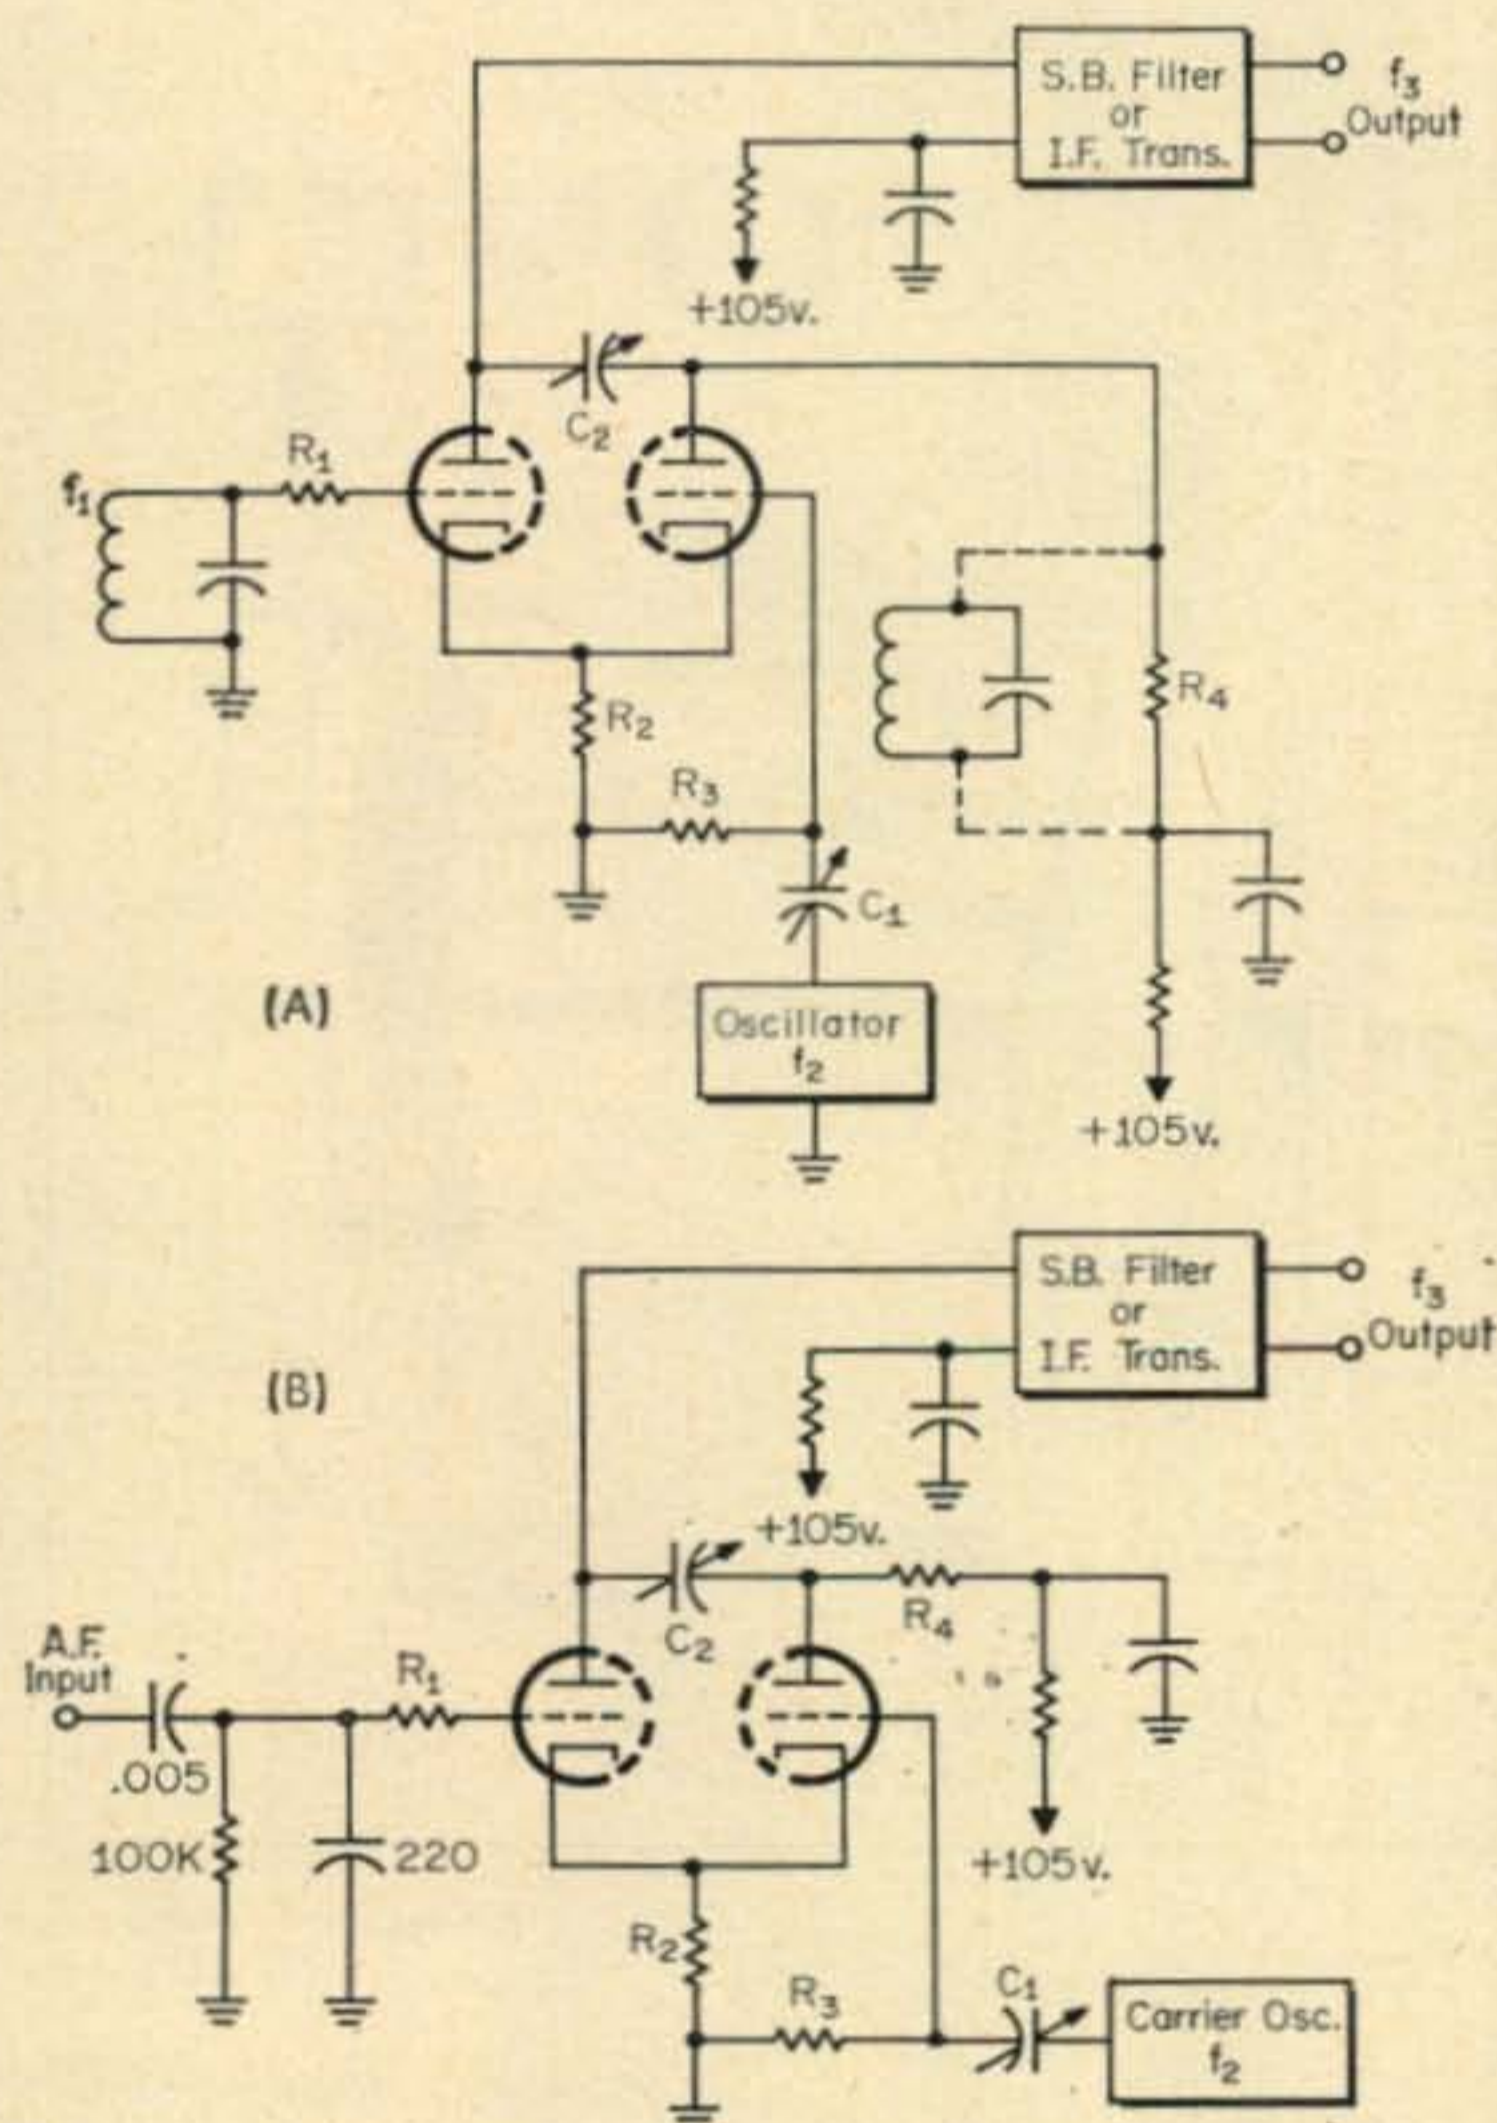 S.B. Filter
or
I.F. Trans.
f3
Output
+105v.
C2
R1
f1
R2
R4
R3
C1
(A)
Oscillator
f2
+105v.
S.B. Filter
or
I.F. Trans.
f3
Output
(B)
+105v.
C2
R4
A.F.
Input
R1
.005
100K
220
+105v.
R2
R3
C1
Carrier Osc.
f2